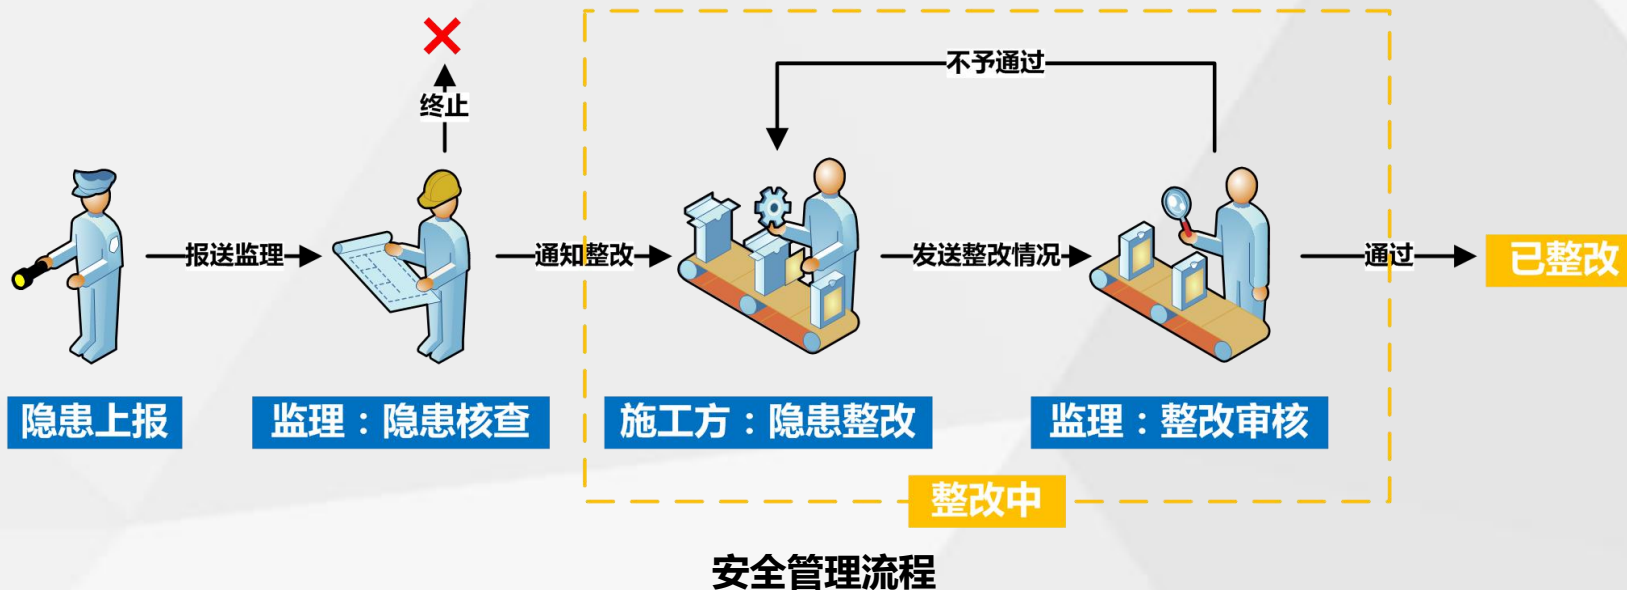 不予通过
终止
报送监理
通知整改
发送整改情况
通过
已整改
隐患上报
监理：隐患核查
施工方：隐患整改
监理：整改审核
整改中
安全管理流程